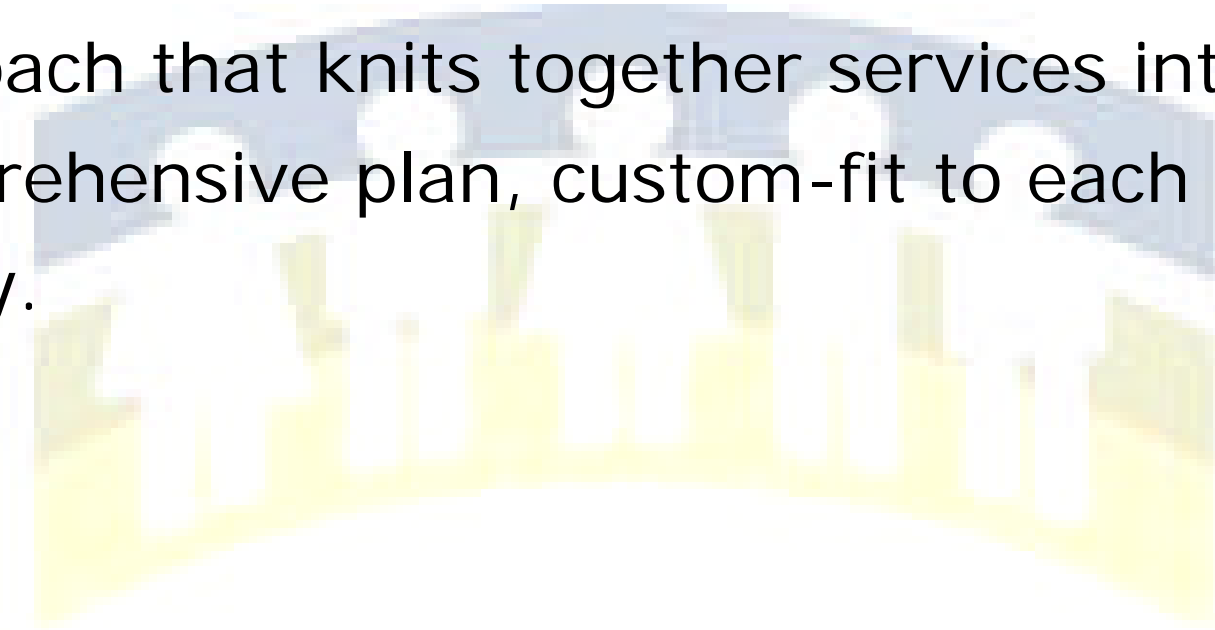 ach that knits together services int
rehensive plan, custom-fit to each
y.